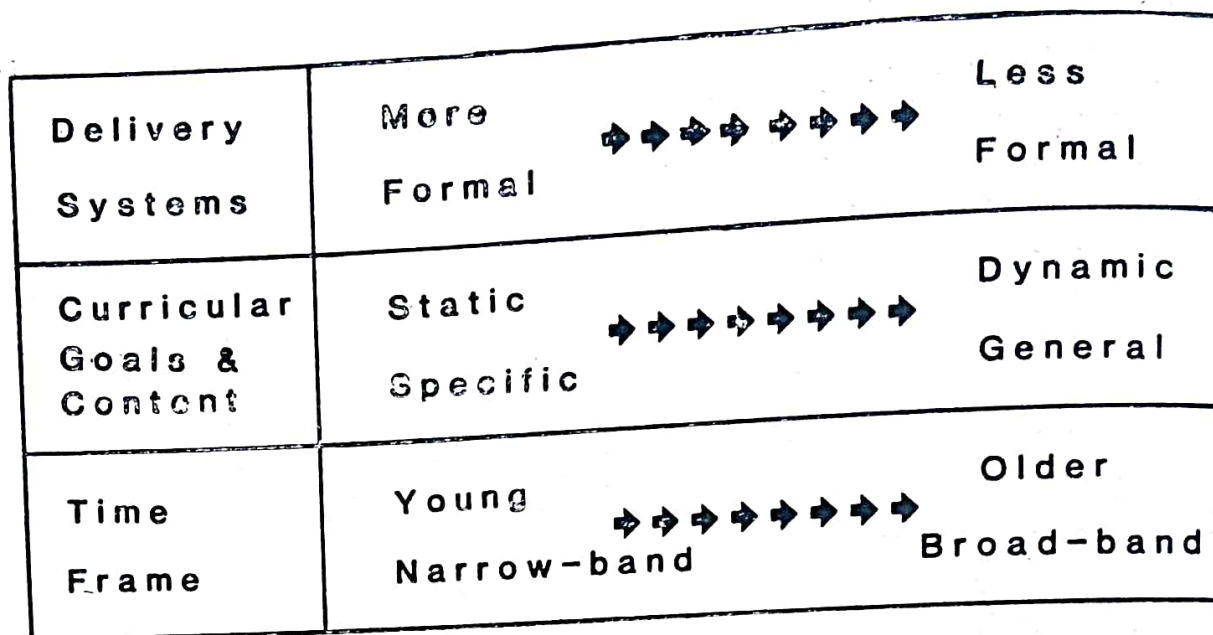 Delivery
Systems
More
Formal
Less
Formal
Curricular
Goals &
Content
Static
Specific
Dynamic
General
Time
Frame
Young
Narrow-band
Older
Broad-band